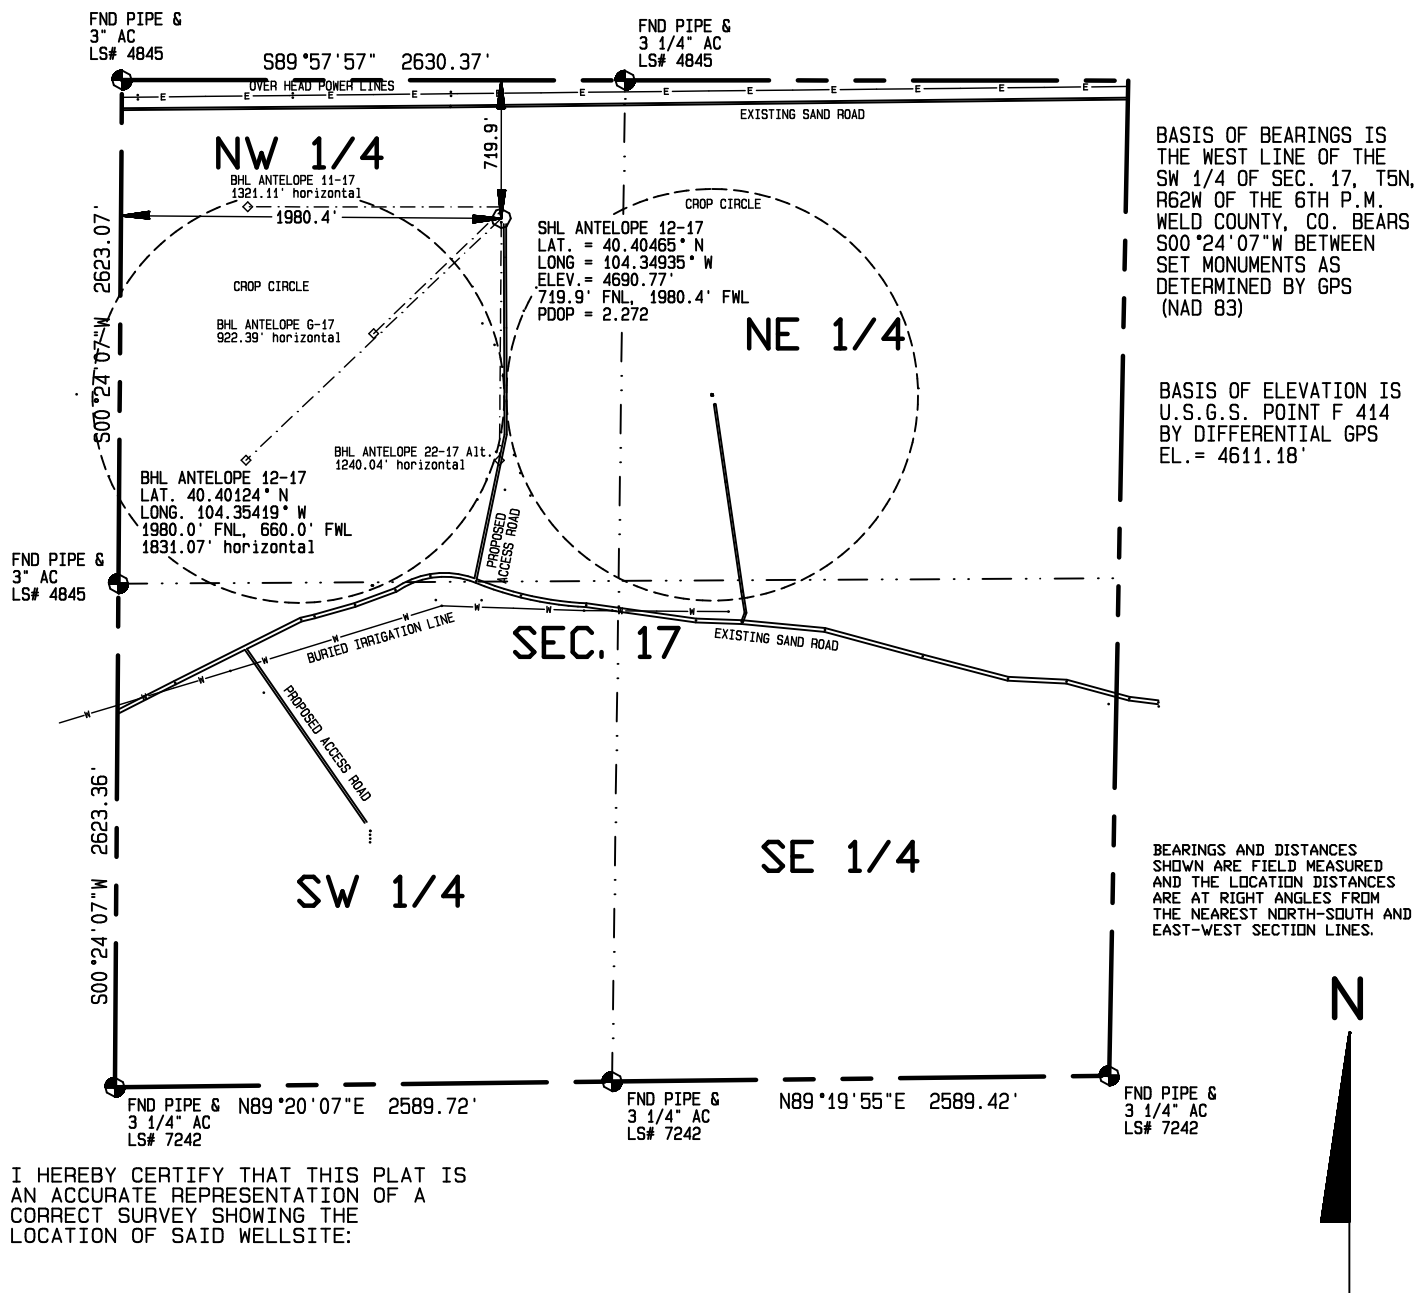 FND PIPE &
3" AC
LS# 4845
FND PIPE &
3 1/4" AC
LS# 4845
S89°57'57"   2630.37'
OVER HEAD POWER LINES
E E E E E E E E E E E
EXISTING SAND ROAD
719.9'
NW 1/4
BHL ANTELOPE 11-17
1321.11' horizontal
1980.4'
CROP CIRCLE
SHL ANTELOPE 12-17
LAT. = 40.40465° N
LONG = 104.34935° W
ELEV.= 4690.77'
719.9' FNL, 1980.4' FWL
PDOP = 2.272
BASIS OF BEARINGS IS
THE WEST LINE OF THE
SW 1/4 OF SEC. 17, T5N,
R62W OF THE 6TH P.M.
WELD COUNTY, CO. BEARS
S00°24'07"W BETWEEN
SET MONUMENTS AS
DETERMINED BY GPS
(NAD 83)
S00°24'07"W   2623.07'
CROP CIRCLE
BHL ANTELOPE G-17
922.39' horizontal
NE 1/4
BASIS OF ELEVATION IS
U.S.G.S. POINT F 414
BY DIFFERENTIAL GPS
EL.= 4611.18'
BHL ANTELOPE 22-17 Alt.
1240.04' horizontal
BHL ANTELOPE 12-17
LAT. 40.40124° N
LONG. 104.35419° W
1980.0' FNL, 660.0' FWL
1831.07' horizontal
PROPOSED
ACCESS ROAD
FND PIPE &
3" AC
LS# 4845
W W W W W W W W W
BURIED IRRIGATION LINE
SEC. 17
EXISTING SAND ROAD
PROPOSED ACCESS ROAD
S00°24'07"W   2623.36'
SW 1/4
SE 1/4
BEARINGS AND DISTANCES
SHOWN ARE FIELD MEASURED
AND THE LOCATION DISTANCES
ARE AT RIGHT ANGLES FROM
THE NEAREST NORTH-SOUTH AND
EAST-WEST SECTION LINES.
N
FND PIPE &
3 1/4" AC
LS# 7242
N89°20'07"E   2589.72'
FND PIPE &
3 1/4" AC
LS# 7242
N89°19'55"E   2589.42'
FND PIPE &
3 1/4" AC
LS# 7242
I HEREBY CERTIFY THAT THIS PLAT IS
AN ACCURATE REPRESENTATION OF A
CORRECT SURVEY SHOWING THE
LOCATION OF SAID WELLSITE: